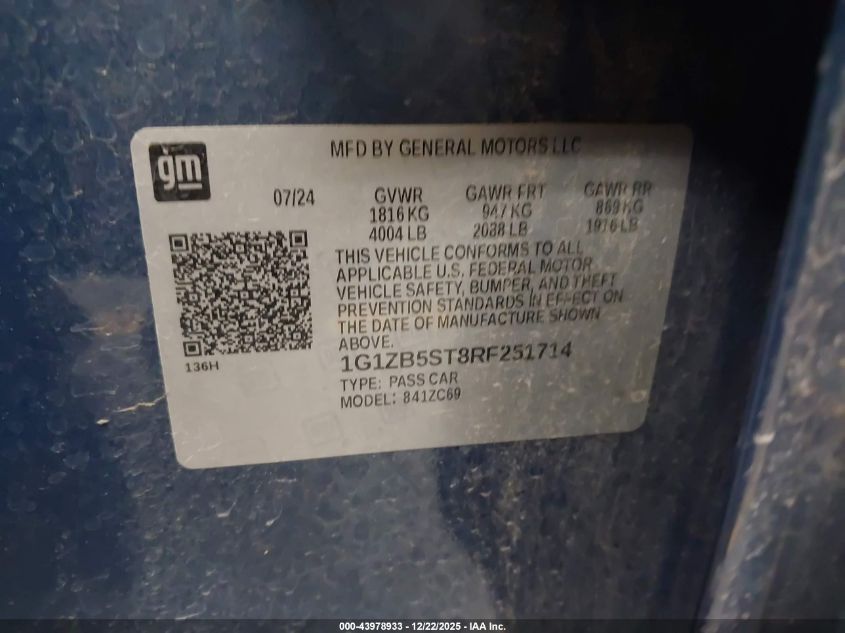 gm
MFD BY GENERAL MOTORS LLC
07/24
GVWR GAWR FRT GAWR RR
1816 KG 947 KG 869 KG
4004 LB 2088 LB 1916 LB
THIS VEHICLE CONFORMS TO ALL
APPLICABLE U.S. FEDERAL MOTOR
VEHICLE SAFETY, BUMPER, AND THEFT
PREVENTION STANDARDS IN EFFECT ON
THE DATE OF MANUFACTURE SHOWN
ABOVE.
136H
1G1ZB5ST8RF251714
TYPE: PASS CAR
MODEL: 841ZC69
000-43978933 - 12/22/2025 - IAA Inc.